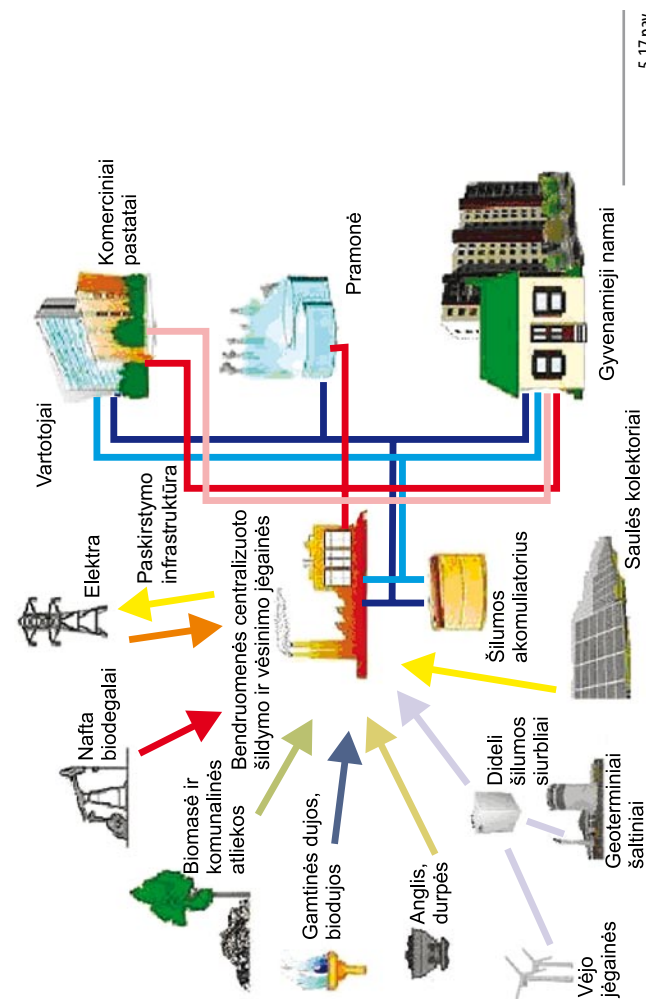 Nafta
biodegalai
Elektra
Paskirstymo
infrastruktūra
Vartotojai
Komerciniai
pastatai
Biomasė ir
komunalinės
atliekos
Bendruomenės centralizuoto
šildymo ir vėsinimo jėgainės
Pramonė
Gamtinės dujos,
biodujos
Anglis,
durpės
Šilumos
akomuliatorius
Gyvenamieji namai
Vėjo
jėgainės
Dideli
šilumos
siurbliai
Geoterminiai
šaltiniai
Saulės kolektoriai